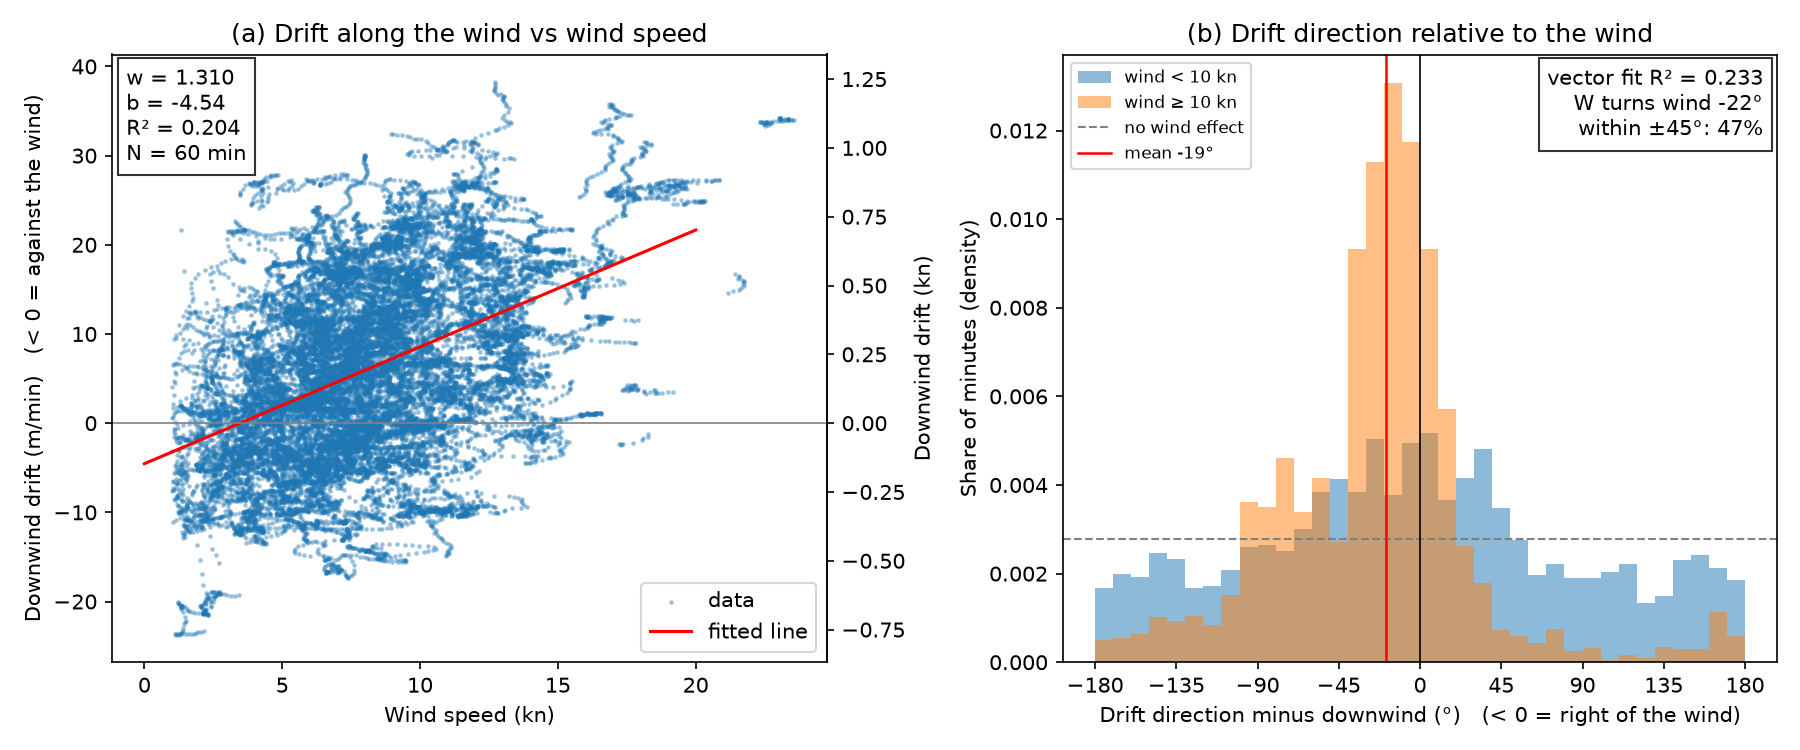 (a) Drift along the wind vs wind speed
w = 1.310
b = -4.54
R² = 0.204
N = 60 min
40
30
20
10
0
−10
−20
Downwind drift (m/min)   (< 0 = against the wind)
1.25
1.00
0.75
0.50
0.25
0.00
−0.25
−0.50
−0.75
Downwind drift (kn)
data
fitted line
0
5
10
15
20
Wind speed (kn)
(b) Drift direction relative to the wind
wind < 10 kn
wind ≥ 10 kn
no wind effect
mean -19°
vector fit R² = 0.233
W turns wind -22°
within ±45°: 47%
0.012
0.010
0.008
0.006
0.004
0.002
0.000
Share of minutes (density)
−180
−135
−90
−45
0
45
90
135
180
Drift direction minus downwind (°)   (< 0 = right of the wind)